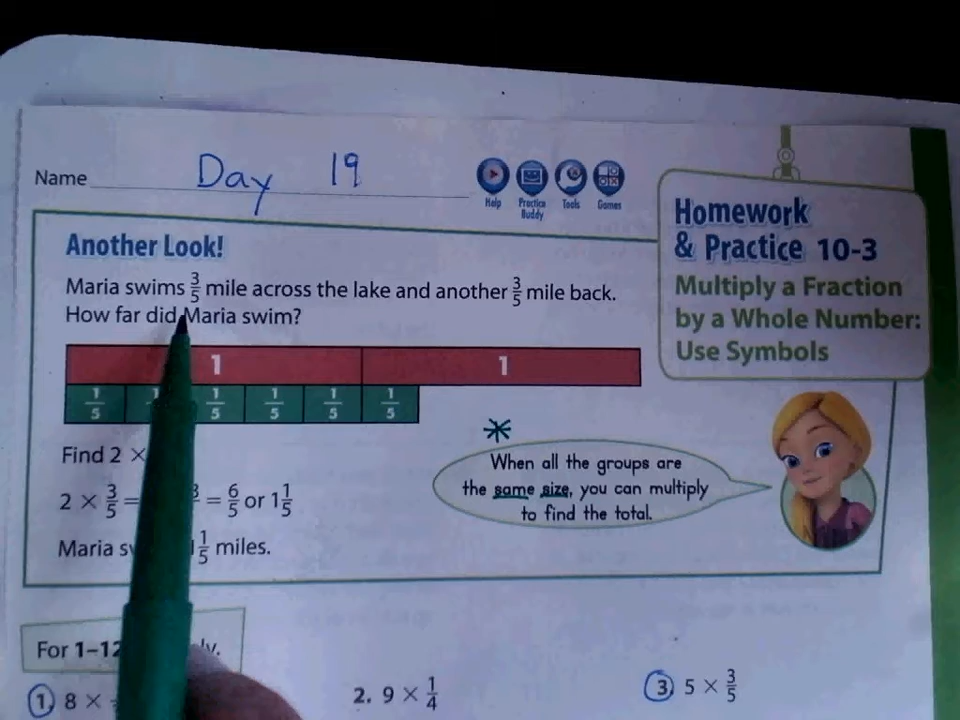 Name Day 19
Help Practice Buddy Tools Games
Homework
& Practice 10-3
Multiply a Fraction
by a Whole Number:
Use Symbols
Another Look!
Maria swims 3/5 mile across the lake and another 3/5 mile back.
How far did Maria swim?
1 1
1/5 1/5 1/5 1/5 1/5
Find 2 ×
2 × 3/5 = = 6/5 or 1 1/5
Maria 1/5 miles.
*
When all the groups are
the same size, you can multiply
to find the total.
For 1–12
1. 8 ×
2. 9 × 1/4
3. 5 × 3/5